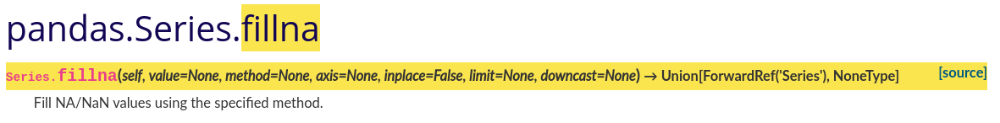 pandas.Series.fillna
Series.fillna(self, value=None, method=None, axis=None, inplace=False, limit=None, downcast=None) → Union[ForwardRef('Series'), NoneType] [source]
Fill NA/NaN values using the specified method.